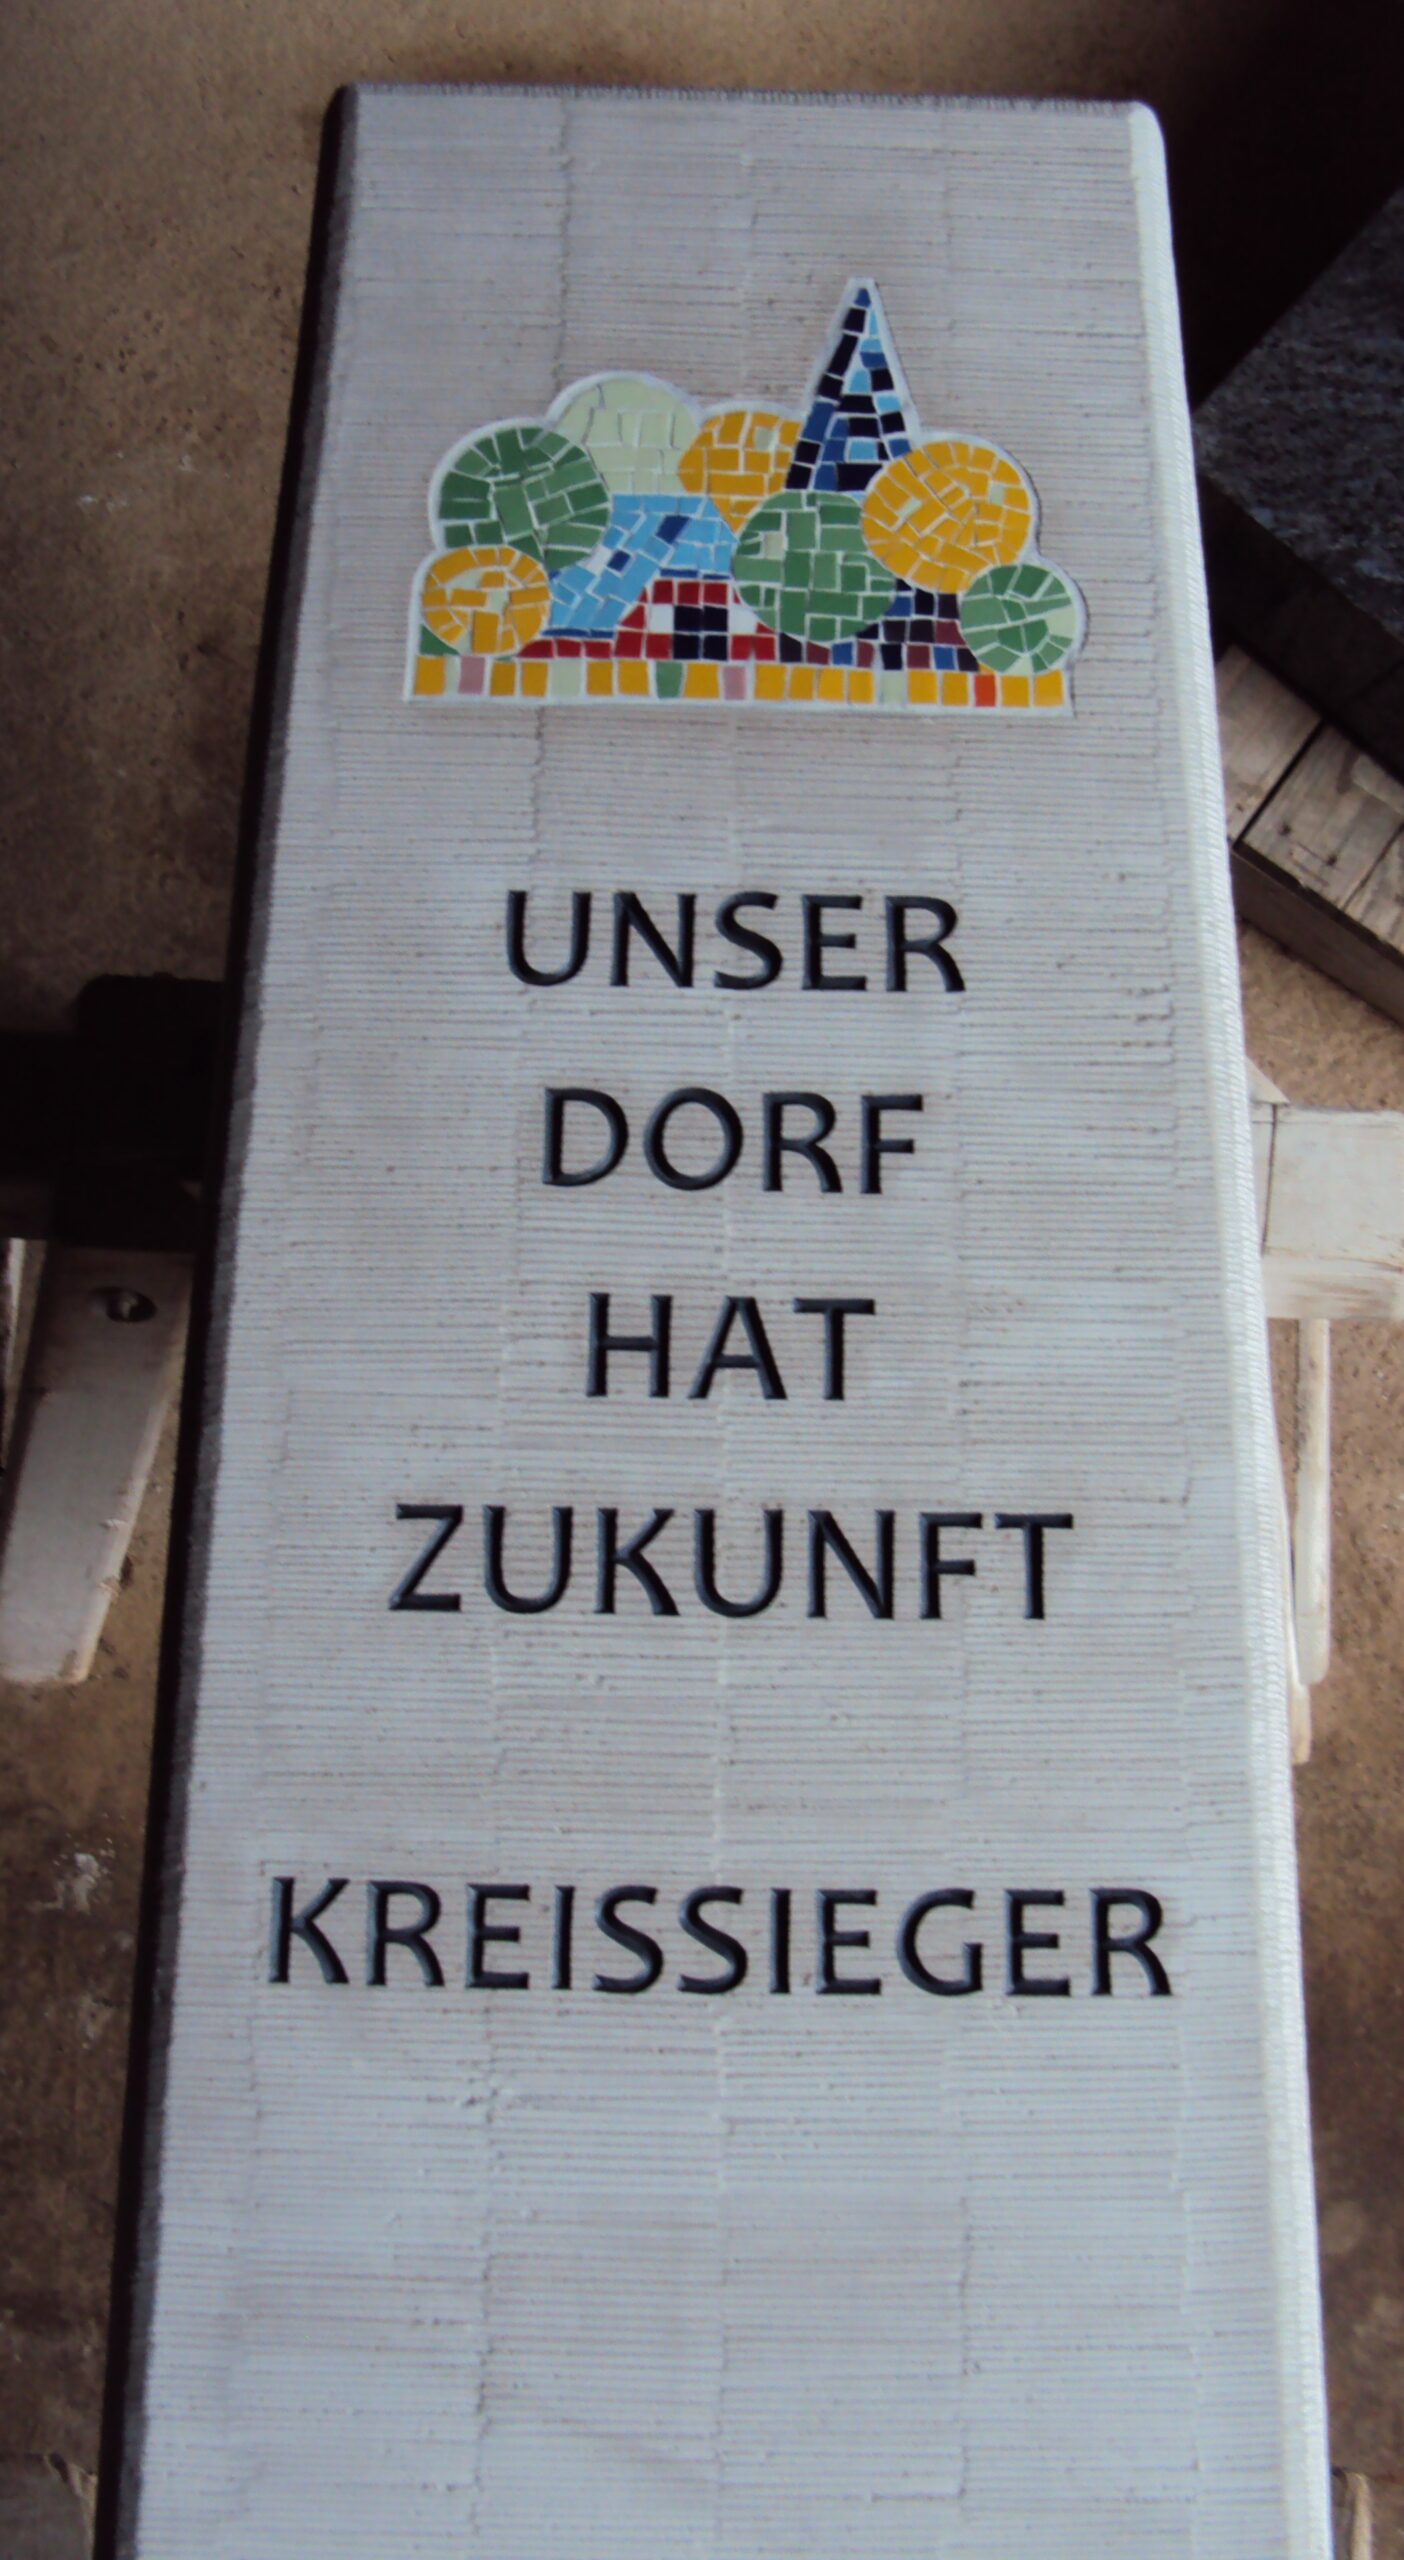 UNSER
DORF
HAT
ZUKUNFT
KREISSIEGER